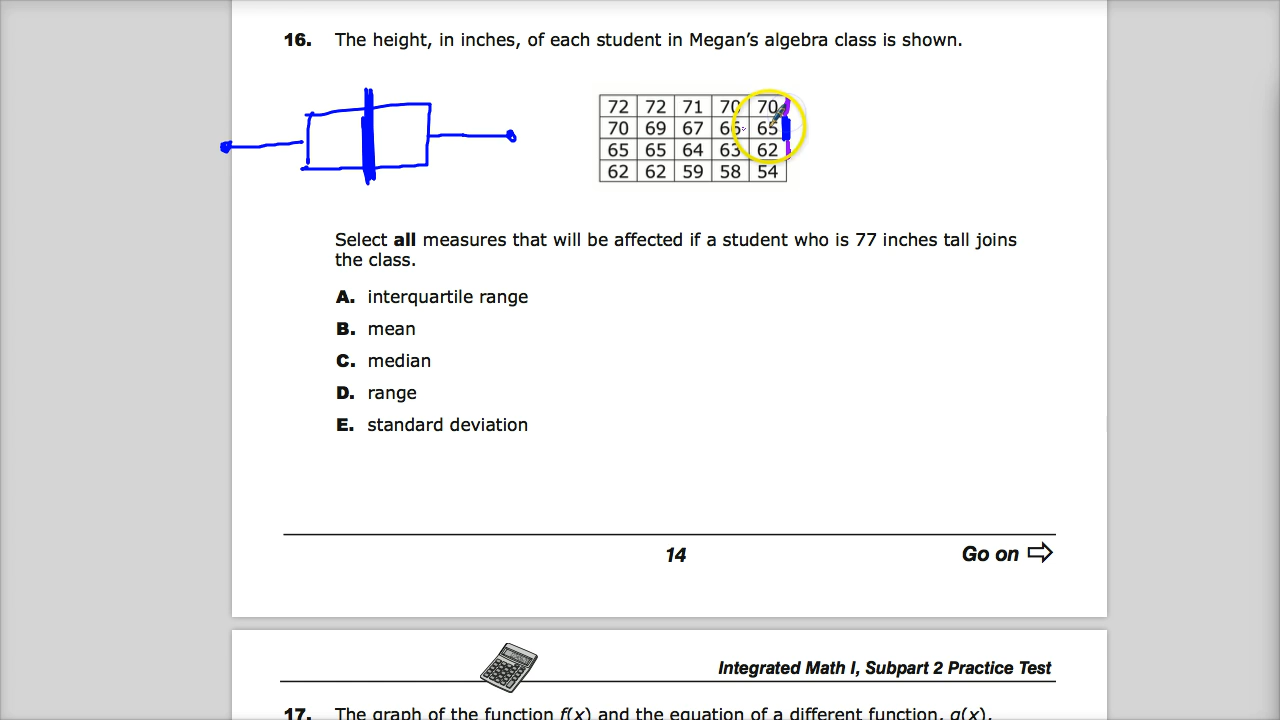 16. The height, in inches, of each student in Megan's algebra class is shown.
72 72 71 70 70
70 69 67 65 65
65 65 64 63 62
62 62 59 58 54
Select all measures that will be affected if a student who is 77 inches tall joins
the class.
A. interquartile range
B. mean
C. median
D. range
E. standard deviation
14
Go on
Integrated Math I, Subpart 2 Practice Test
17. The graph of the function f(x) and the equation of a different function, g(x),